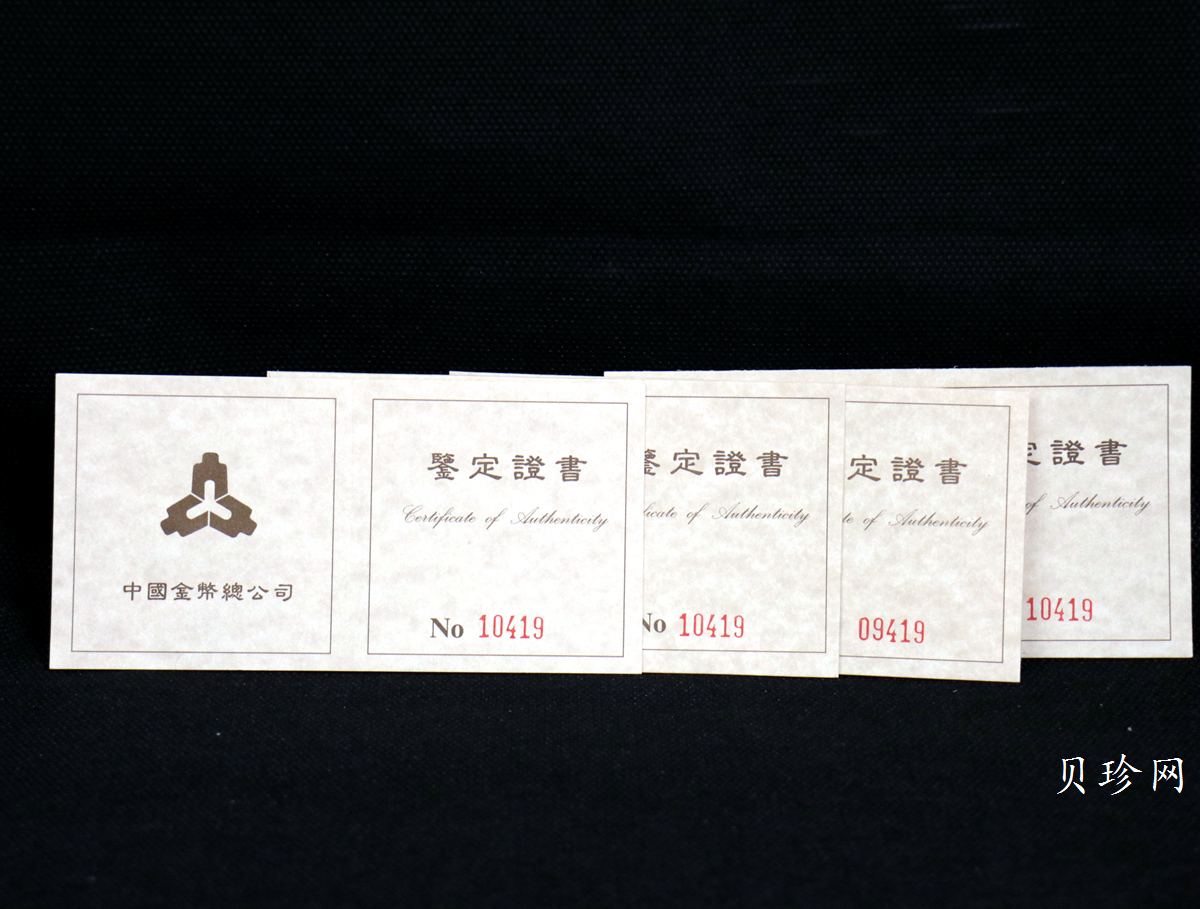 中國金幣總公司
鑒定證書
Certificate of Authenticity
No 10419
鑒定證書
ficate of Authenticity
No 10419
定證書
te of Authenticity
09419
定證書
of Authenticity
10419
贝珍网